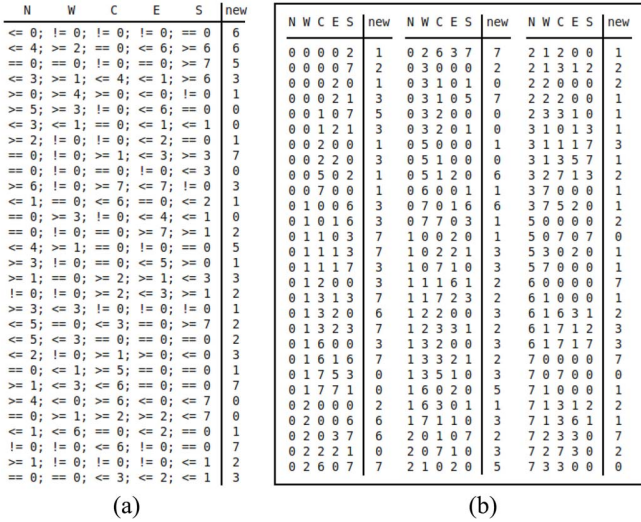 N W C E S new
<= 0; != 0; != 0; != 0; == 0 6
<= 4; >= 2; == 0; <= 6; >= 6 6
== 0; == 0; != 0; == 0; >= 7 5
<= 3; >= 1; <= 4; <= 1; >= 6 3
>= 0; >= 4; >= 0; <= 0; != 0 1
>= 5; >= 3; != 0; <= 6; == 0 0
<= 3; <= 1; == 0; <= 1; <= 1 0
>= 2; != 0; != 0; <= 2; == 0 1
== 0; != 0; >= 1; <= 3; >= 3 7
== 0; != 0; == 0; != 0; <= 3 0
>= 6; != 0; >= 7; <= 7; != 0 3
<= 1; == 0; <= 6; == 0; <= 2 1
== 0; >= 3; != 0; <= 4; <= 1 0
== 0; != 0; == 0; >= 7; >= 1 2
<= 4; >= 1; == 0; != 0; == 0 5
>= 3; != 0; == 0; <= 5; >= 0 1
>= 1; == 0; >= 2; >= 1; <= 3 3
!= 0; != 0; >= 2; <= 3; >= 1 2
>= 3; <= 3; != 0; != 0; != 0 1
<= 5; == 0; <= 3; == 0; >= 7 2
<= 5; <= 3; == 0; == 0; == 0 2
<= 2; != 0; >= 1; >= 0; <= 0 3
== 0; <= 1; >= 5; == 0; == 0 1
>= 1; <= 3; <= 6; == 0; == 0 7
>= 4; <= 0; >= 6; <= 0; <= 7 0
== 0; >= 1; >= 2; >= 2; <= 7 0
<= 1; <= 6; == 0; <= 2; == 0 1
!= 0; != 0; <= 6; != 0; == 0 7
>= 1; != 0; != 0; != 0; <= 1 2
== 0; == 0; <= 3; <= 2; <= 1 3
(a)
N W C E S new N W C E S new N W C E S new
0 0 0 0 2 1 0 2 6 3 7 7 2 1 2 0 0 1
0 0 0 0 7 2 0 3 0 0 0 2 2 1 3 1 2 2
0 0 0 2 0 1 0 3 1 0 1 0 2 2 0 0 0 2
0 0 0 2 1 3 0 3 1 0 5 7 2 2 2 0 0 1
0 0 1 0 7 5 0 3 2 0 0 0 2 3 3 1 0 1
0 0 1 2 1 3 0 3 2 0 1 0 3 1 0 1 3 1
0 0 2 0 0 1 0 5 0 0 0 1 3 1 1 1 7 3
0 0 2 2 0 3 0 5 1 0 0 0 3 1 3 5 7 1
0 0 5 0 2 1 0 5 1 2 0 6 3 2 7 1 3 2
0 0 7 0 0 1 0 6 0 0 1 1 3 7 0 0 0 1
0 1 0 0 6 3 0 7 0 1 6 6 3 7 5 2 0 1
0 1 0 1 6 3 0 7 7 0 3 1 5 0 0 0 0 2
0 1 1 0 3 7 1 0 0 2 0 1 5 0 7 0 7 0
0 1 1 1 3 7 1 0 2 2 1 3 5 3 0 2 0 1
0 1 1 1 7 3 1 0 7 1 0 3 5 7 0 0 0 1
0 1 2 0 0 3 1 1 1 6 1 2 6 0 0 0 0 7
0 1 3 1 3 7 1 1 7 2 3 2 6 1 0 0 0 1
0 1 3 2 0 6 1 2 2 0 0 3 6 1 6 3 1 2
0 1 3 2 3 7 1 2 3 3 1 2 6 1 7 1 2 3
0 1 6 0 0 3 1 3 2 0 0 3 6 1 7 1 7 3
0 1 6 1 6 7 1 3 3 2 1 2 7 0 0 0 0 7
0 1 7 5 3 0 1 3 5 1 0 3 7 0 7 0 0 0
0 1 7 7 1 0 1 6 0 2 0 5 7 1 0 0 0 1
0 2 0 0 0 2 1 6 3 0 1 1 7 1 3 1 2 2
0 2 0 0 6 6 1 7 1 1 0 3 7 1 3 6 1 1
0 2 0 3 7 6 2 0 1 0 7 2 7 2 3 3 0 7
0 2 2 2 1 0 2 0 7 1 0 3 7 2 3 3 2 0
0 2 6 0 7 7 2 1 0 2 0 5 7 3 3 0 0 0
(b)